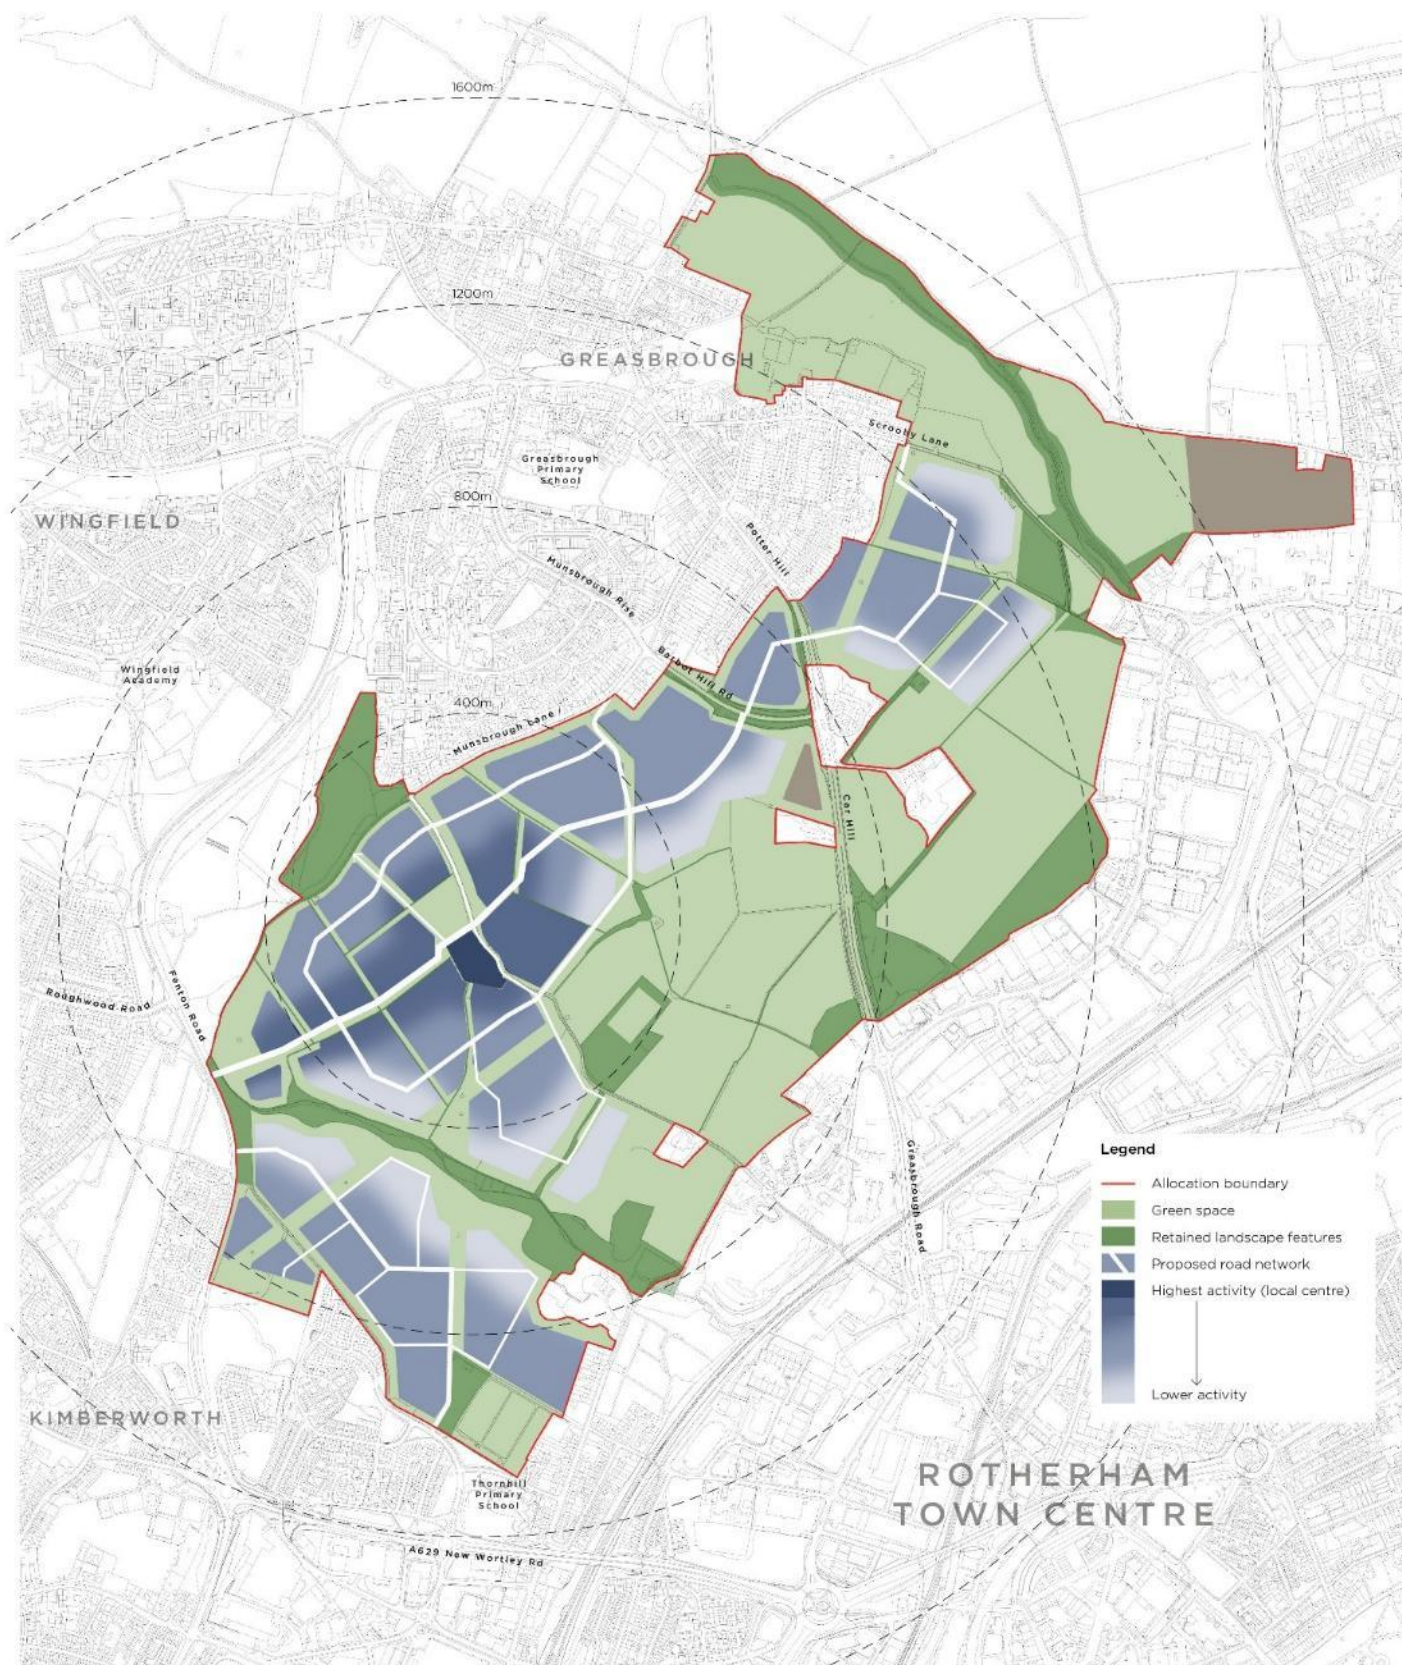 1600m
1200m
GREASBROUGH
Scrooby Lane
Greasbrough
Primary
School
800m
WINGFIELD
Potter Hill
Munsbrough Rise
Barbot Hill Rd
Wingfield
Academy
400m
Munsbrough Lane
Car Hill
Roughwood Road
Fenton Road
Greasbrough Road
Legend
Allocation boundary
Green space
Retained landscape features
Proposed road network
Highest activity (local centre)
Lower activity
KIMBERWORTH
ROTHERHAM
TOWN CENTRE
Thornhill
Primary
School
A629 New Wortley Rd